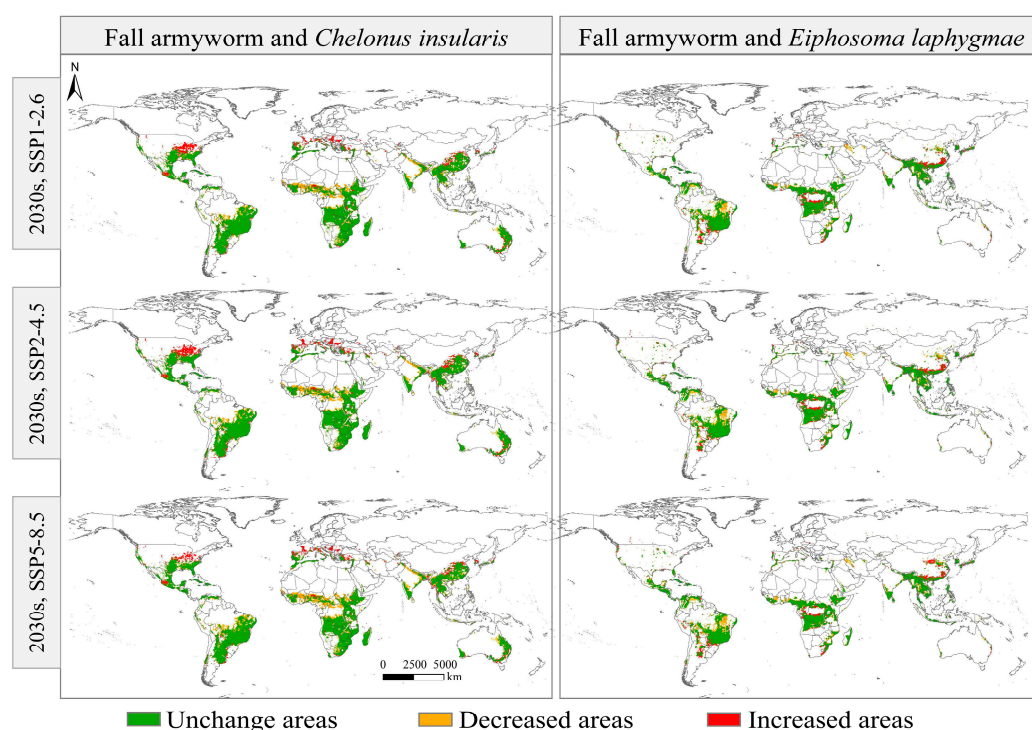 Fall armyworm and Chelonus insularis
Fall armyworm and Eiphosoma laphygmae
N
2030s, SSP1-2.6
2030s, SSP2-4.5
2030s, SSP5-8.5
0 2500 5000
km
Unchange areas
Decreased areas
Increased areas